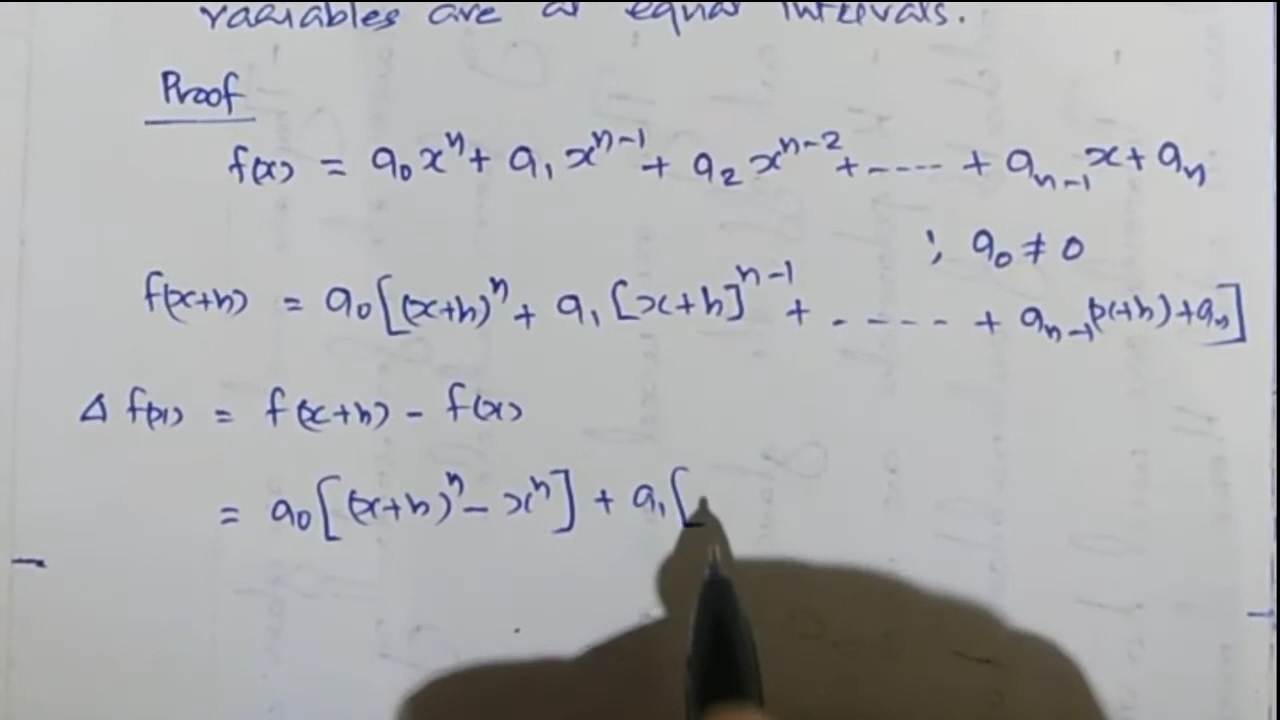 variables are at equal intervals.
Proof
f(x) = a₀xⁿ + a₁xⁿ⁻¹ + a₂xⁿ⁻² + ..... + aₙ₋₁x + aₙ
; a₀ ≠ 0
f(x+h) = a₀[(x+h)ⁿ + a₁[x+h]ⁿ⁻¹ + ..... + aₙ₋₁(x+h) + aₙ]
Δ f(x) = f(x+h) - f(x)
= a₀[(x+h)ⁿ - xⁿ] + a₁[